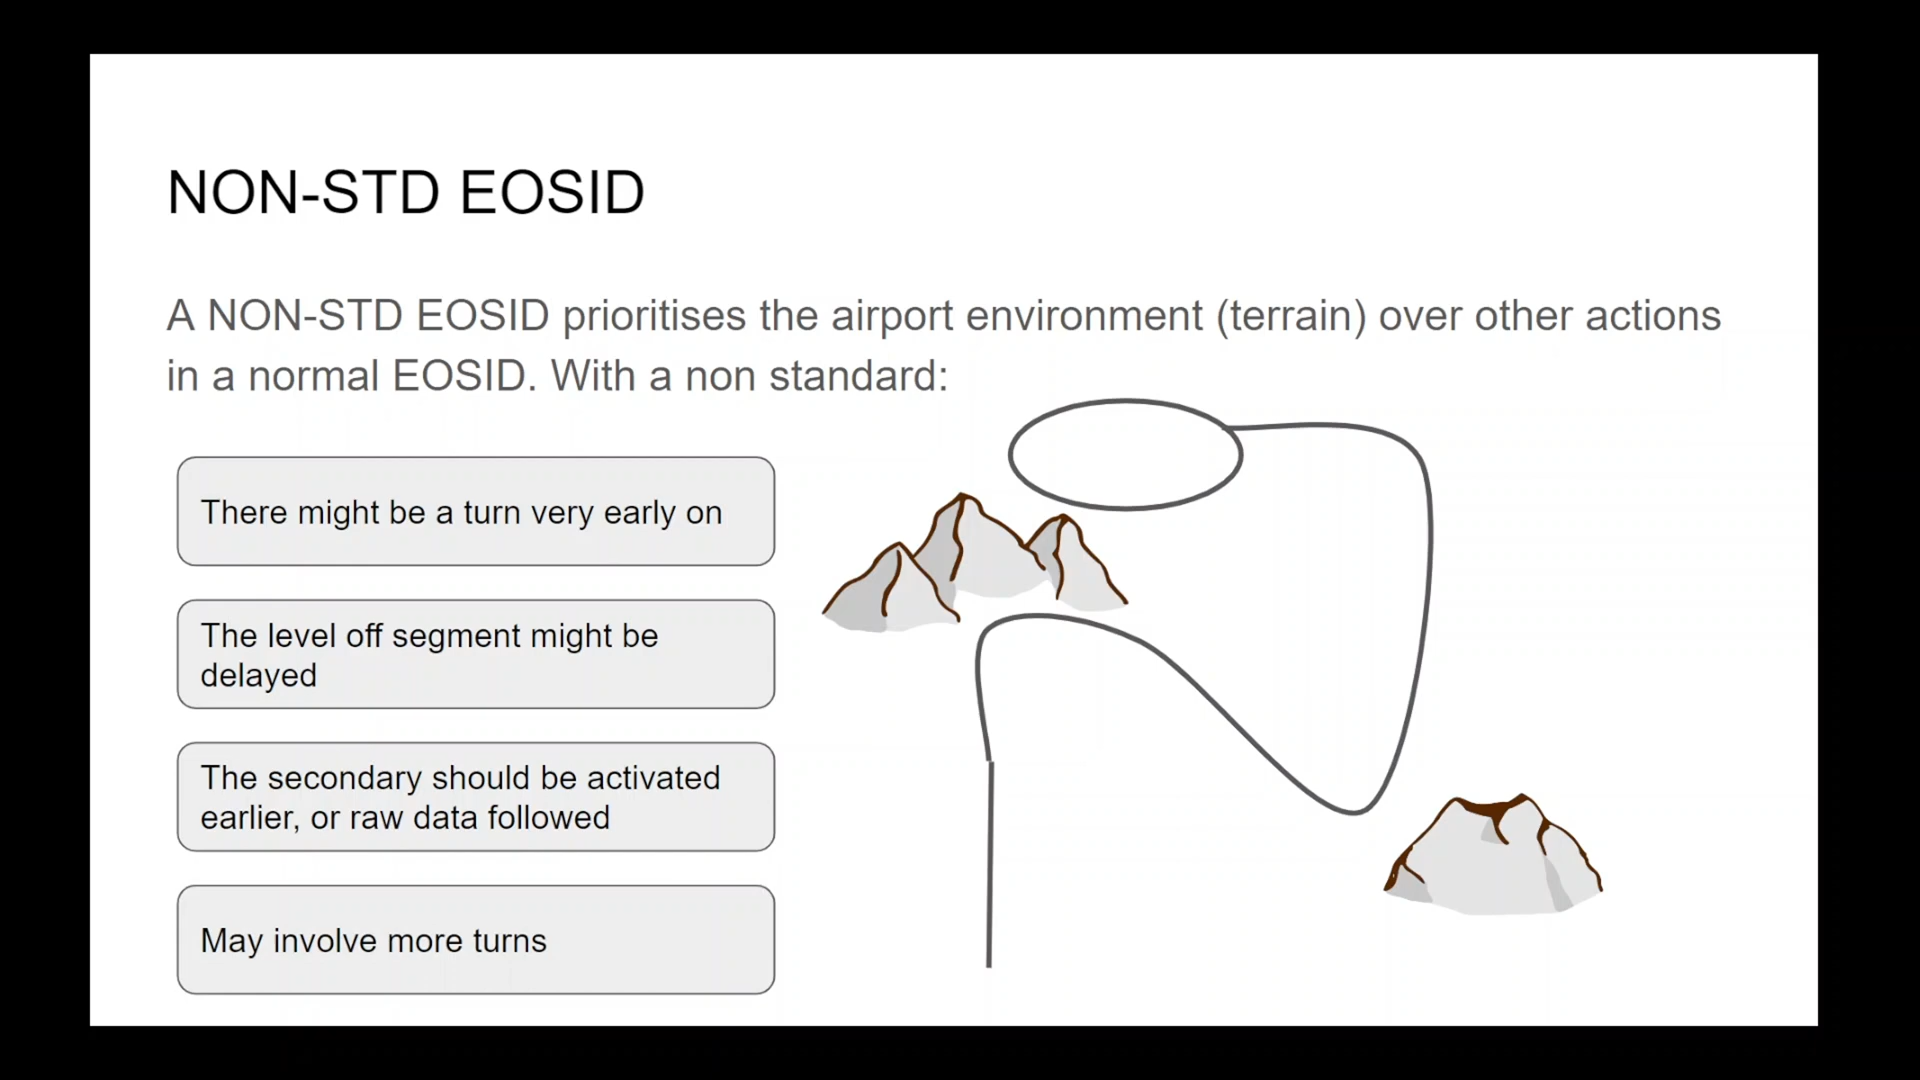 NON-STD EOSID
A NON-STD EOSID prioritises the airport environment (terrain) over other actions
in a normal EOSID. With a non standard:
There might be a turn very early on
The level off segment might be
delayed
The secondary should be activated
earlier, or raw data followed
May involve more turns